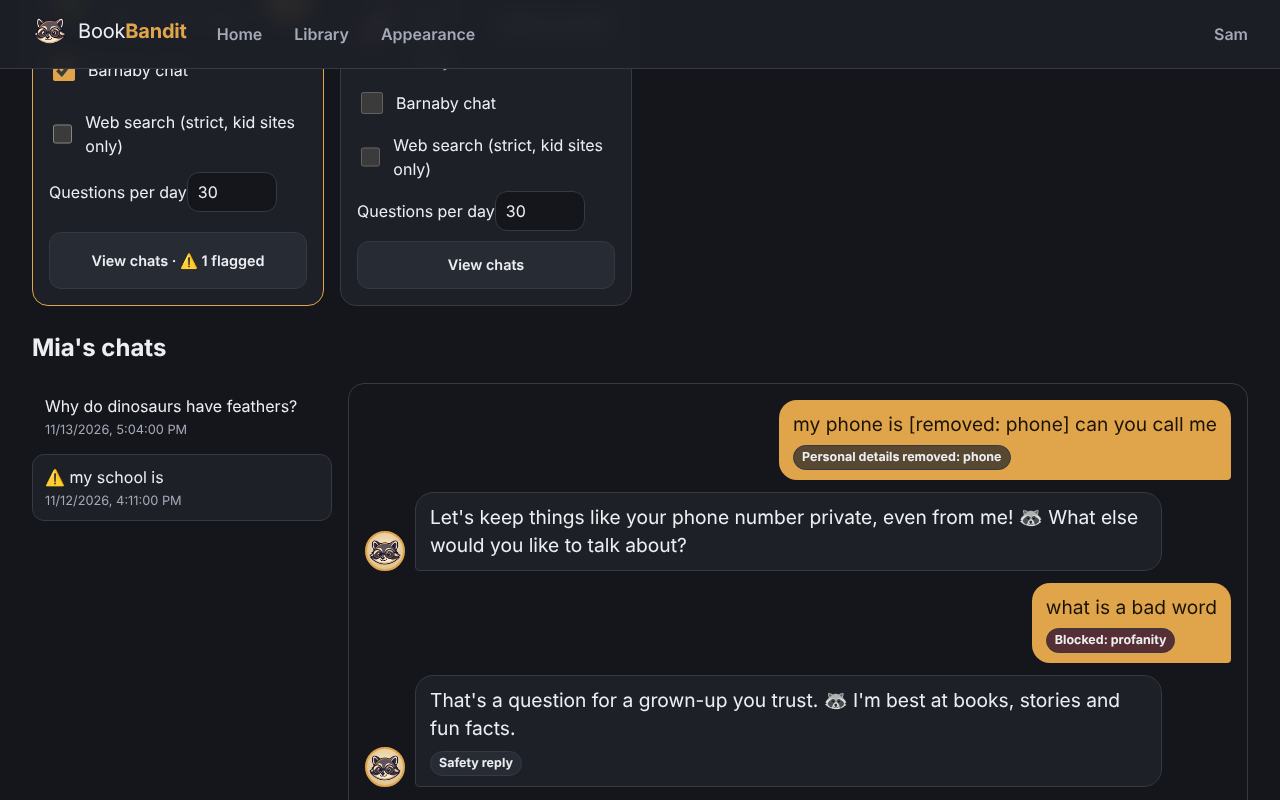 BookBandit
Home
Library
Appearance
Sam
Barnaby chat
Web search (strict, kid sites
only)
Questions per day 30
View chats · ⚠️ 1 flagged
Barnaby chat
Web search (strict, kid sites
only)
Questions per day 30
View chats
Mia's chats
Why do dinosaurs have feathers?
11/13/2026, 5:04:00 PM
⚠️ my school is
11/12/2026, 4:11:00 PM
my phone is [removed: phone] can you call me
Personal details removed: phone
Let's keep things like your phone number private, even from me! 🦝 What else
would you like to talk about?
what is a bad word
Blocked: profanity
That's a question for a grown-up you trust. 🦝 I'm best at books, stories and
fun facts.
Safety reply